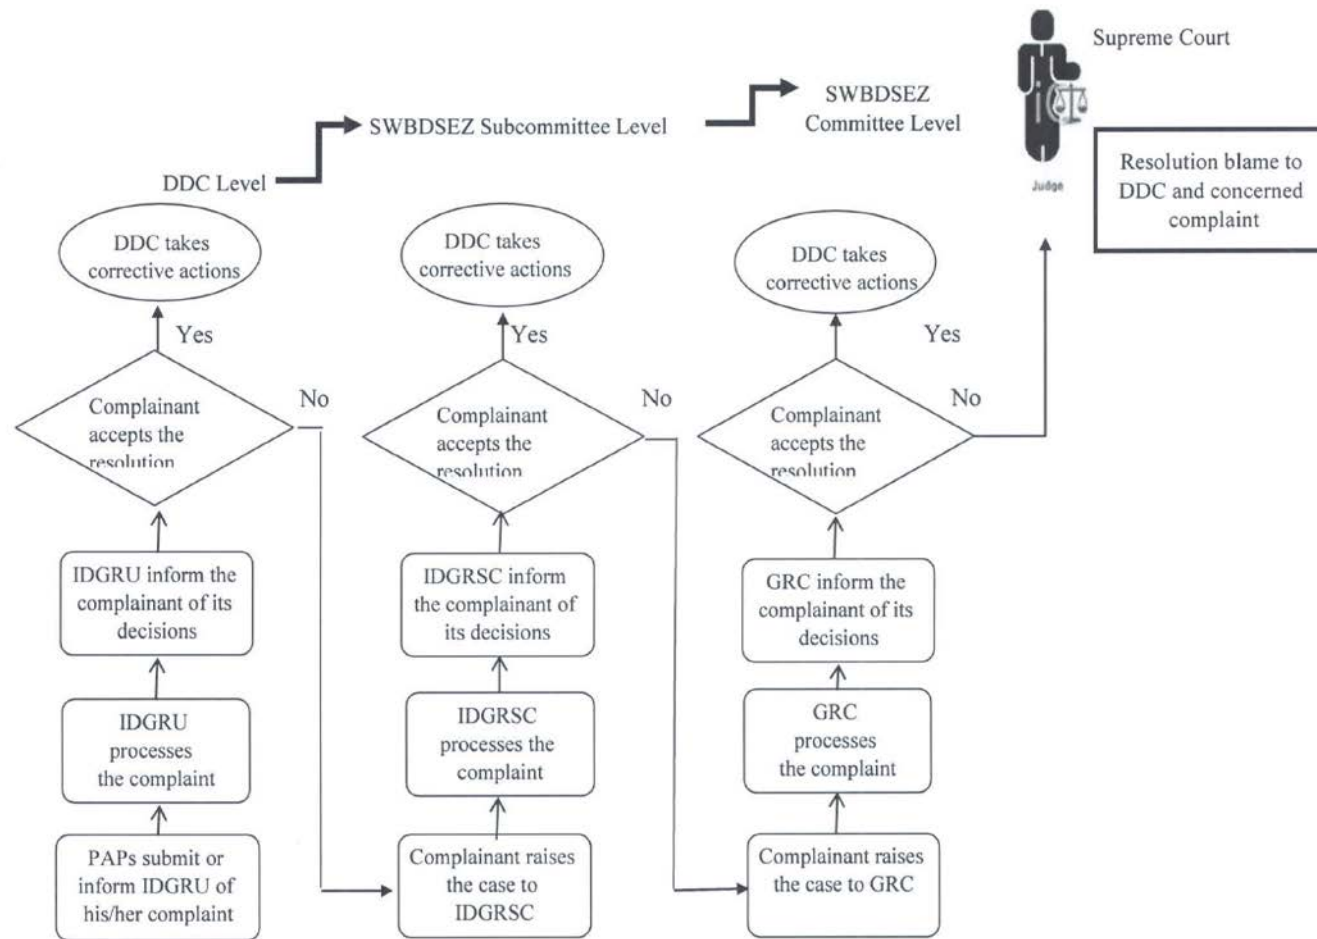 Supreme Court
SWBDSEZ
Committee Level
SWBDSEZ Subcommittee Level
DDC Level
Judge
Resolution blame to
DDC and concerned
complaint
DDC takes
corrective actions
Yes
No
Complainant
accepts the
resolution
IDGRU inform the
complainant of its
decisions
IDGRU
processes
the complaint
PAPs submit or
inform IDGRU of
his/her complaint
DDC takes
corrective actions
Yes
No
Complainant
accepts the
resolution
IDGRSC inform
the complainant of
its decisions
IDGRSC
processes the
complaint
Complainant raises
the case to
IDGRSC
DDC takes
corrective actions
Yes
No
Complainant
accepts the
resolution
GRC inform the
complainant of its
decisions
GRC
processes
the complaint
Complainant raises
the case to GRC